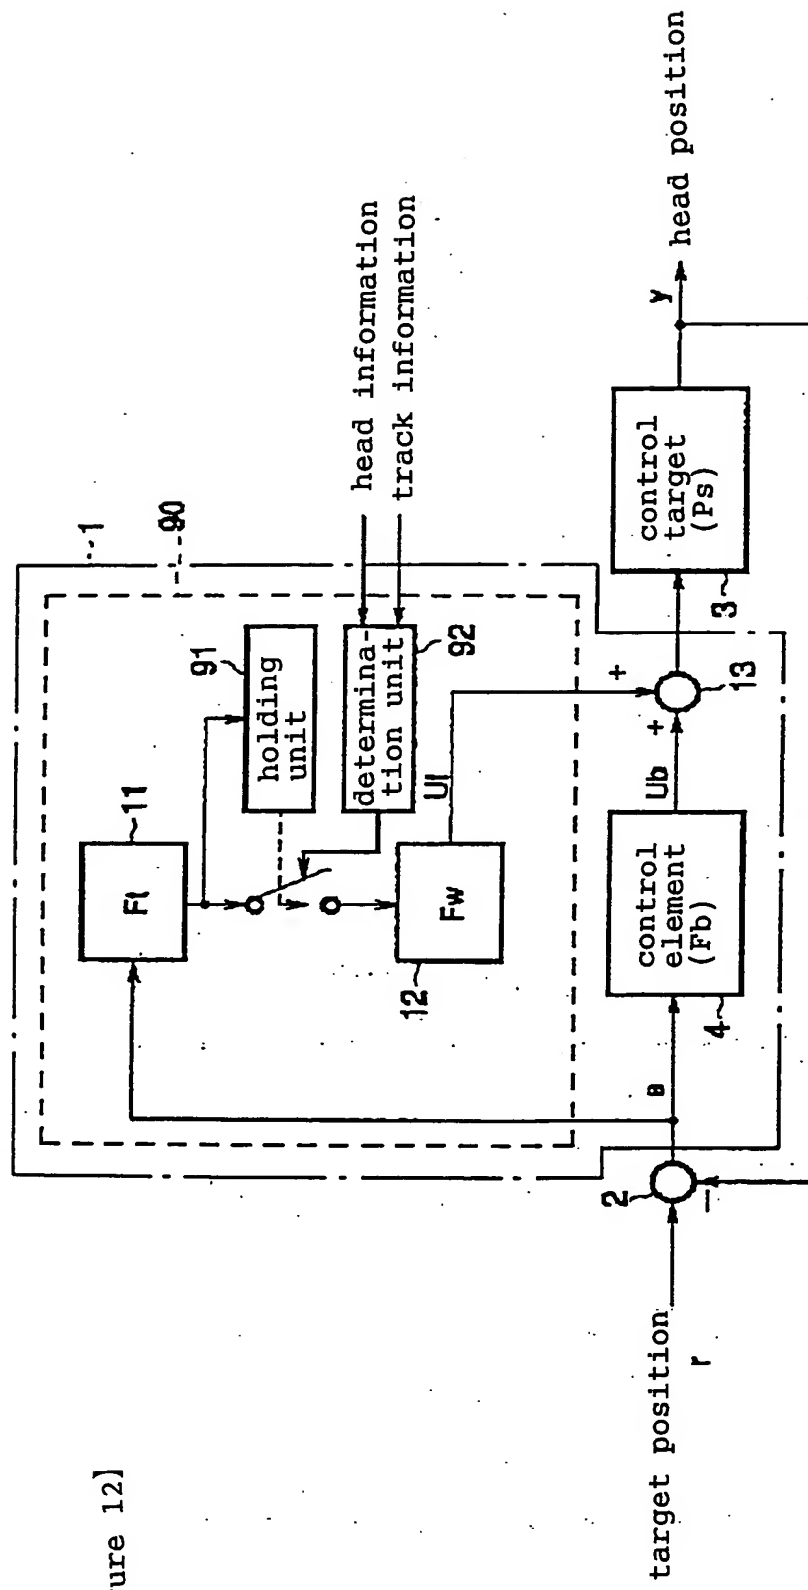 ure 12]
1
90
11
Ft
91
holding
unit
head information
track information
determina-
tion unit
92
12
Fw
Ul
+
+
13
Ub
control
target
(Ps)
3
y
head position
control
element
(Fb)
4
e
2
−
target position
r